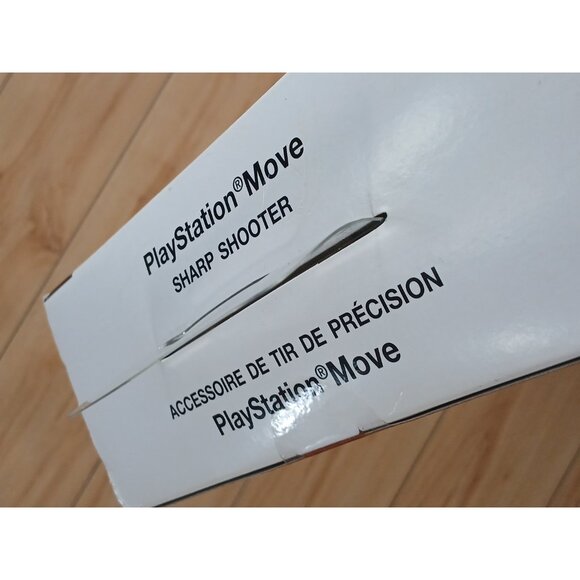 PlayStation®Move
SHARP SHOOTER
ACCESSOIRE DE TIR DE PRÉCISION
PlayStation®Move